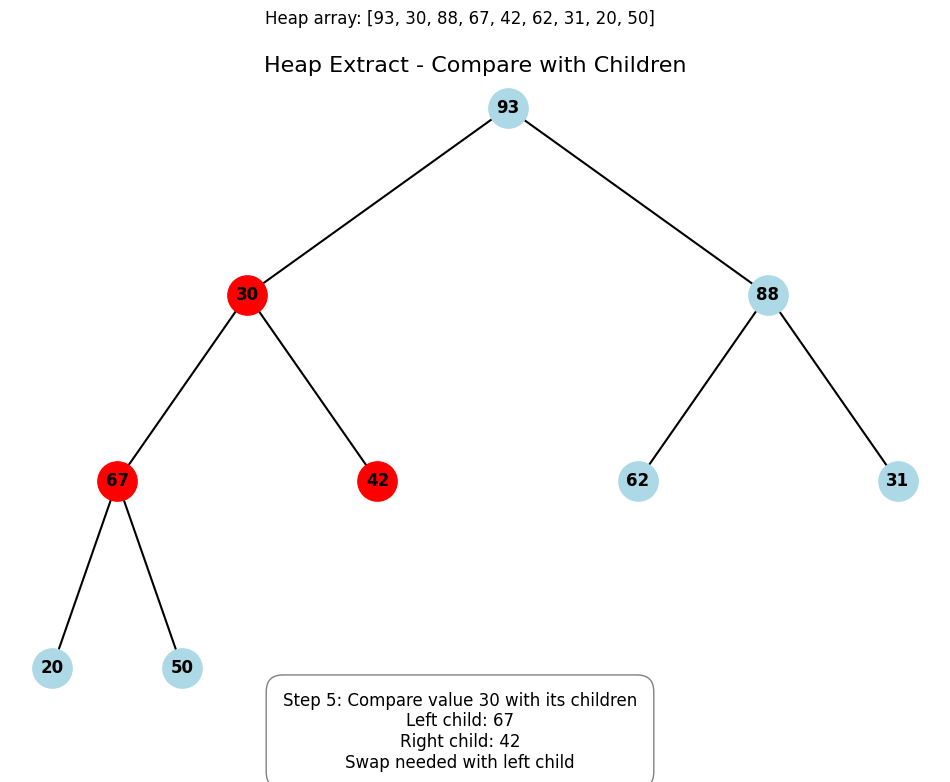 Heap array: [93, 30, 88, 67, 42, 62, 31, 20, 50]
Heap Extract - Compare with Children
93
30
88
67
42
62
31
20
50
Step 5: Compare value 30 with its children
Left child: 67
Right child: 42
Swap needed with left child